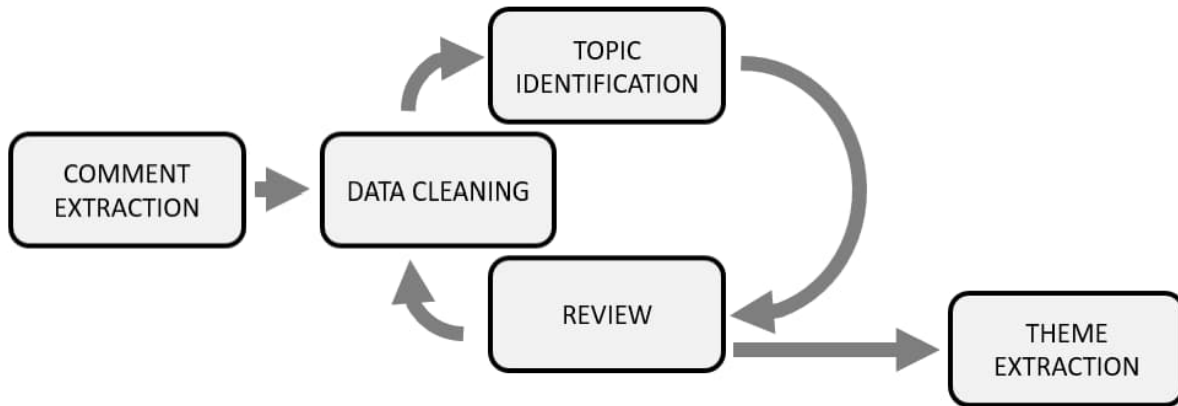 COMMENT
EXTRACTION
DATA CLEANING
TOPIC
IDENTIFICATION
REVIEW
THEME
EXTRACTION